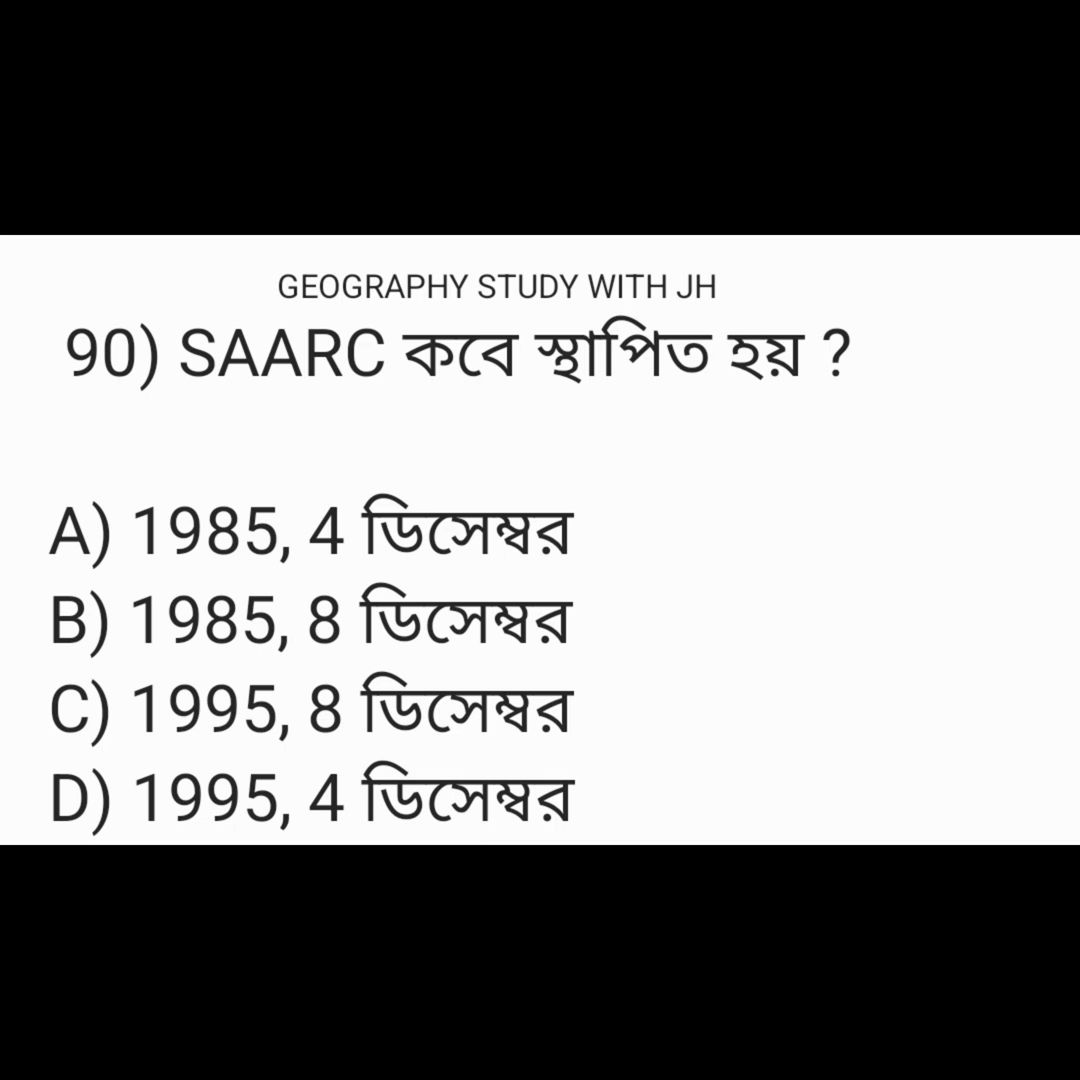 GEOGRAPHY STUDY WITH JH
90) SAARC কবে স্থাপিত হয় ?
A) 1985, 4 ডিসেম্বর
B) 1985, 8 ডিসেম্বর
C) 1995, 8 ডিসেম্বর
D) 1995, 4 ডিসেম্বর